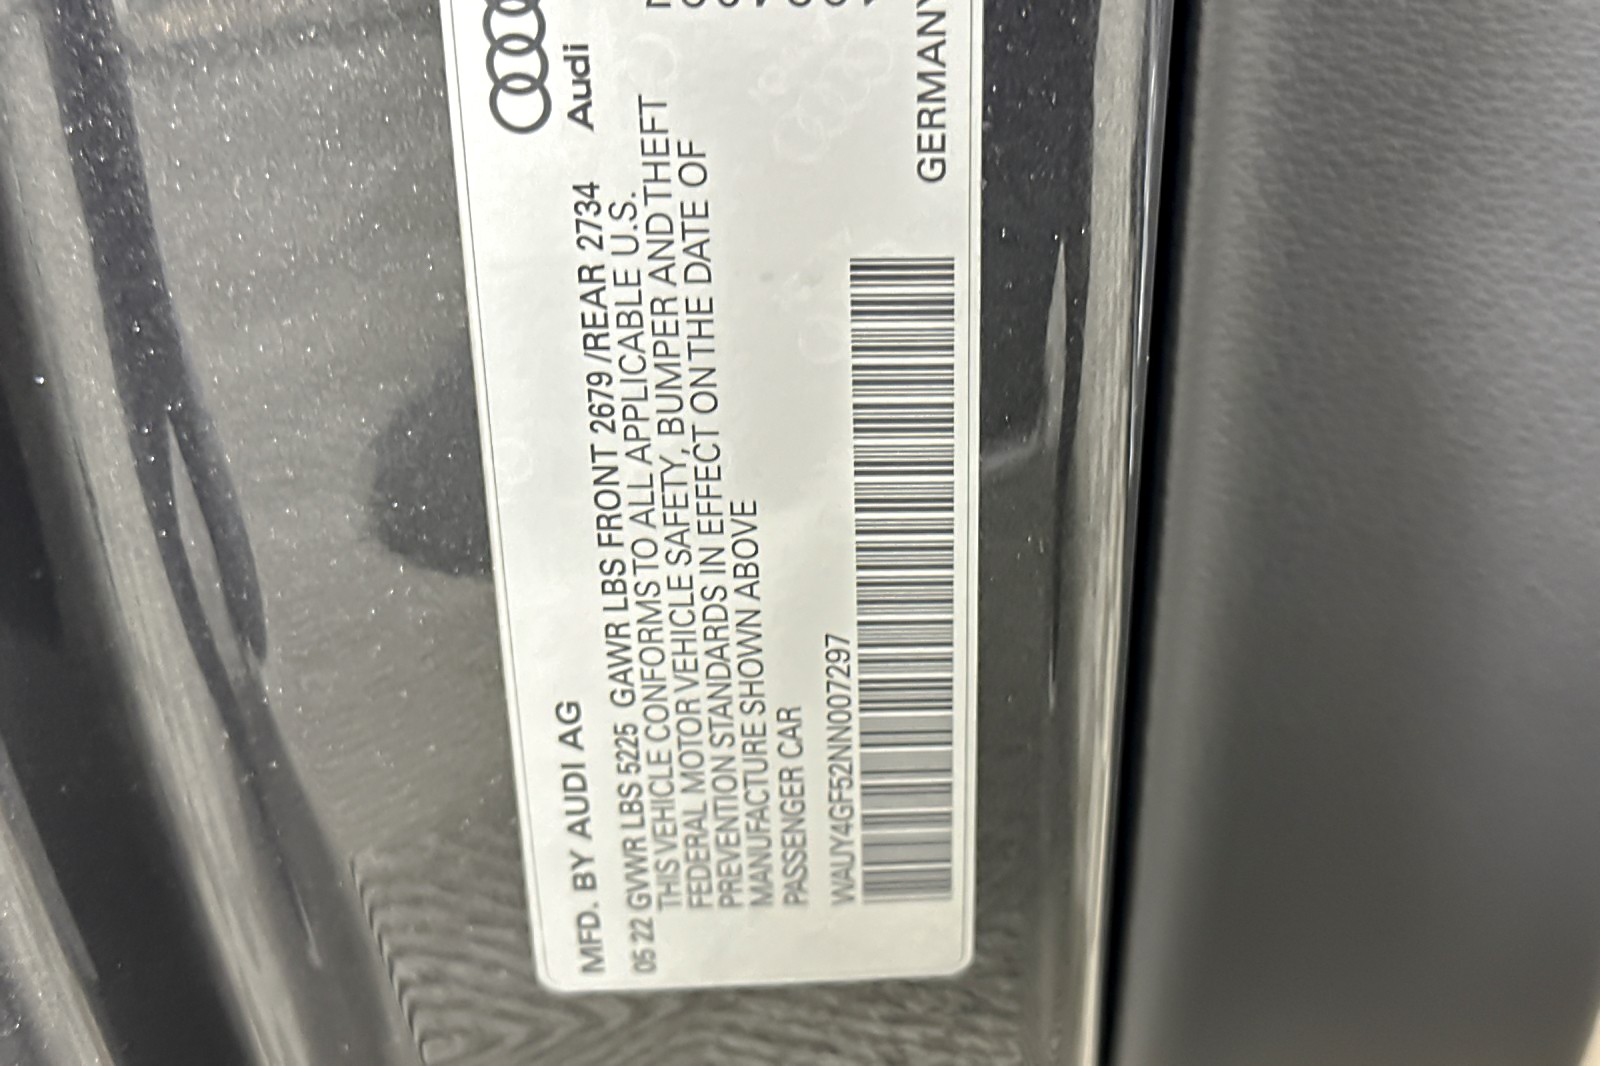 MFD. BY AUDI AG
Audi
05 22 GVWR LBS 5225 GAWR LBS FRONT 2679 /REAR 2734
THIS VEHICLE CONFORMS TO ALL APPLICABLE U.S.
FEDERAL MOTOR VEHICLE SAFETY, BUMPER AND THEFT
PREVENTION STANDARDS IN EFFECT ON THE DATE OF
MANUFACTURE SHOWN ABOVE
PASSENGER CAR
WAUY4GF52NN007297
GERMANY